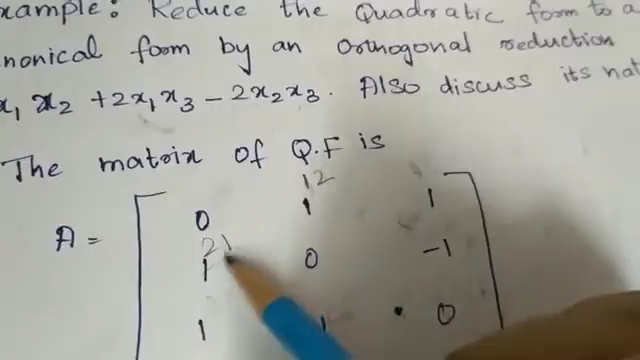 xample: Reduce the Quadratic form to a
nonical form by an Orthogonal reduction
x₁ x₂ + 2x₁x₃ - 2x₂x₃. Also discuss its nat
The matrix of Q.F is
12
0 1 1
A =
21
1 0 -1
1 1 0